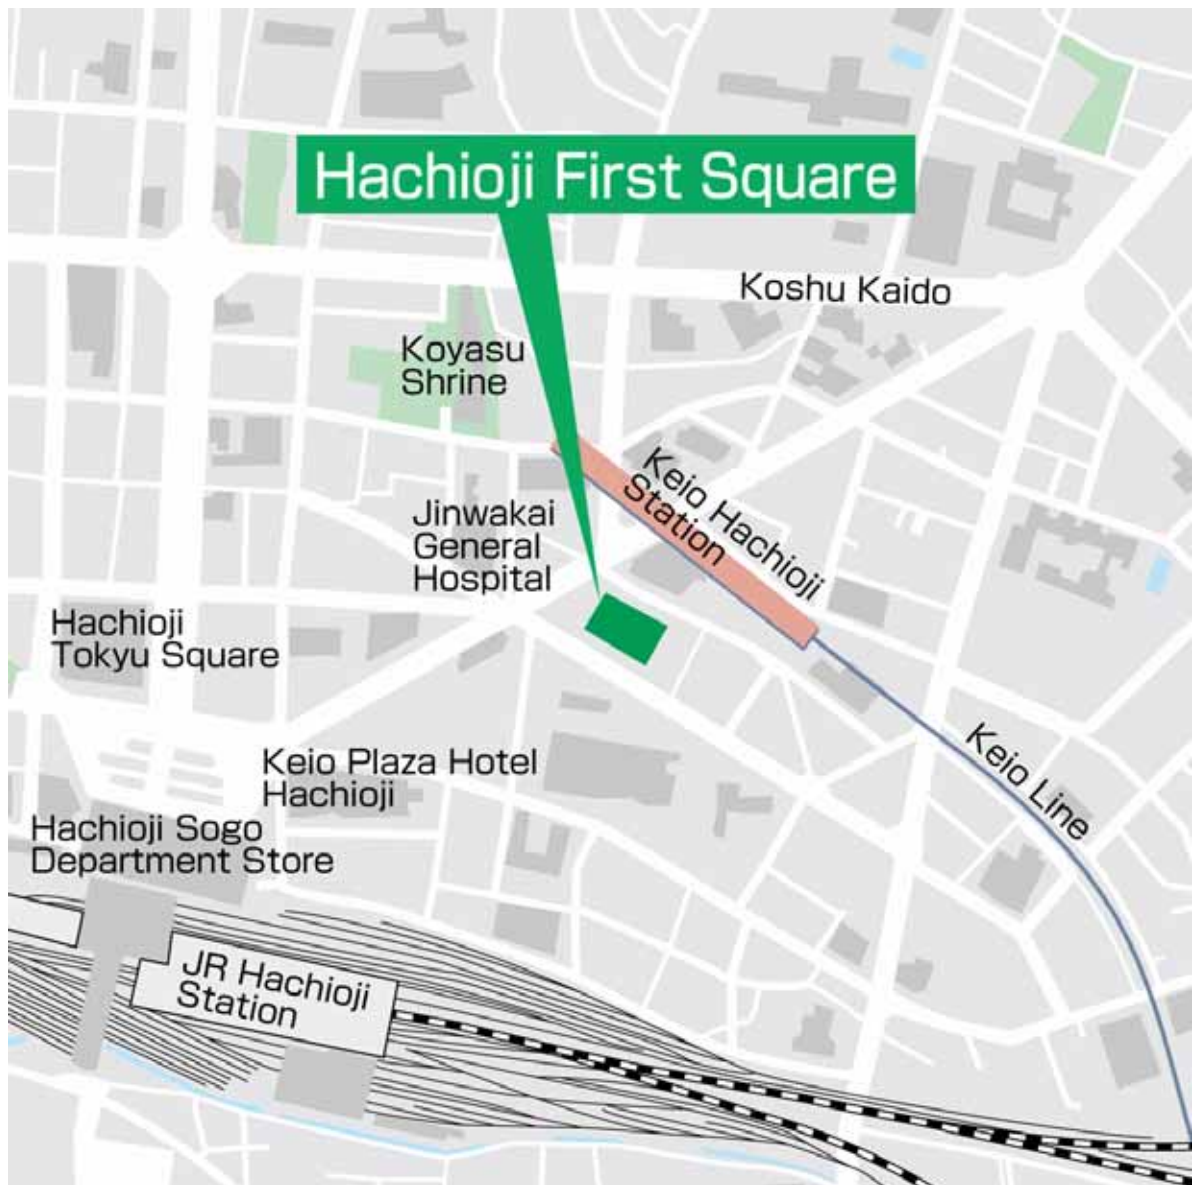 Hachioji First Square
Koshu Kaido
Koyasu
Shrine
Keio Hachioji
Station
Jinwakai
General
Hospital
Hachioji
Tokyu Square
Keio Plaza Hotel
Hachioji
Keio Line
Hachioji Sogo
Department Store
JR Hachioji
Station